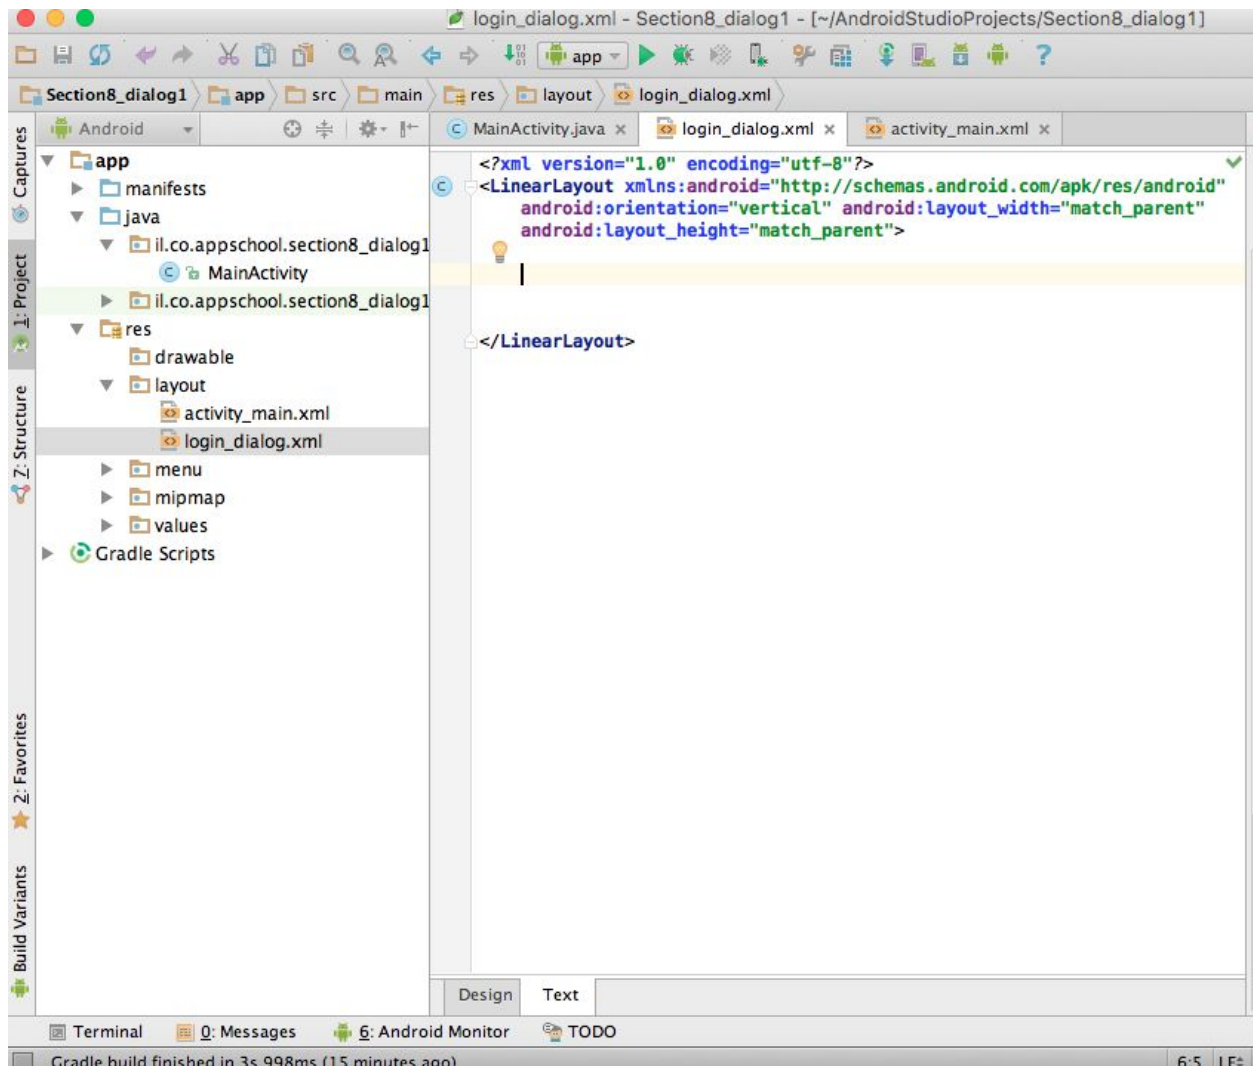 login_dialog.xml - Section8_dialog1 - [~/AndroidStudioProjects/Section8_dialog1]
app
?
Section8_dialog1 app src main res layout login_dialog.xml
Captures
1: Project
7: Structure
2: Favorites
Build Variants
Android
app
manifests
java
il.co.appschool.section8_dialog1
MainActivity
il.co.appschool.section8_dialog1
res
drawable
layout
activity_main.xml
login_dialog.xml
menu
mipmap
values
Gradle Scripts
MainActivity.java × login_dialog.xml × activity_main.xml ×
<?xml version="1.0" encoding="utf-8"?>
<LinearLayout xmlns:android="http://schemas.android.com/apk/res/android"
android:orientation="vertical" android:layout_width="match_parent"
android:layout_height="match_parent">
</LinearLayout>
Design Text
Terminal 0: Messages 6: Android Monitor TODO
Gradle build finished in 3s 998ms (15 minutes ago) 6:5 LF